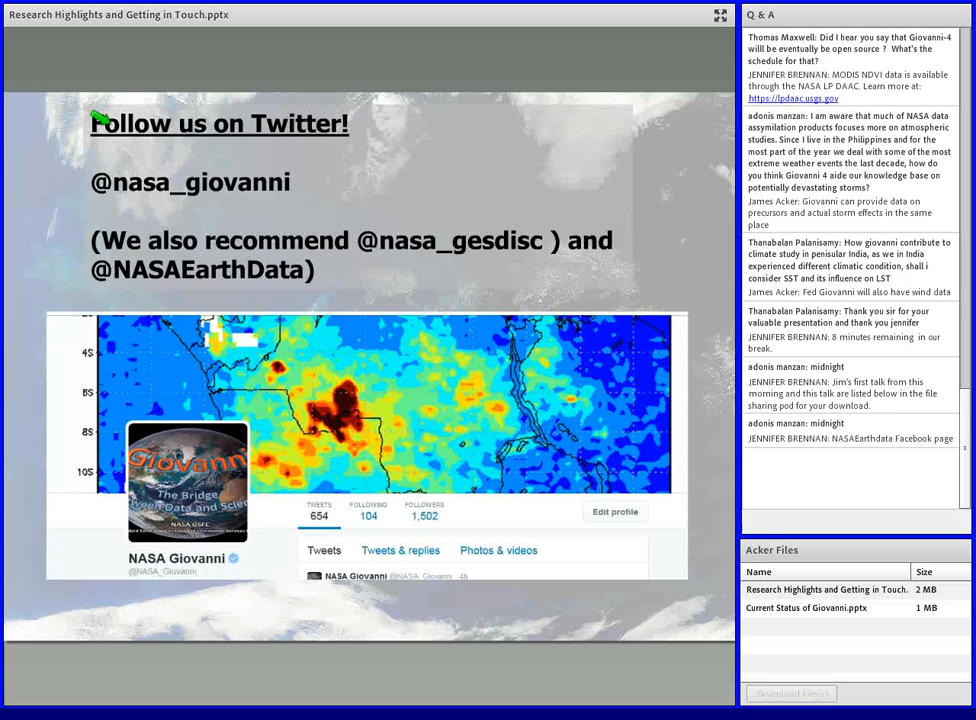 Research Highlights and Getting in Touch.pptx
Follow us on Twitter!
@nasa_giovanni
(We also recommend @nasa_gesdisc ) and
@NASAEarthData)
4S
6S
8S
10S
Giovanni
The Bridge
ween Data and Scien
NASA GSFC
TWEETS
654
FOLLOWING
104
FOLLOWERS
1,502
Edit profile
NASA Giovanni
@NASA_Giovanni
Tweets
Tweets & replies
Photos & videos
NASA Giovanni @NASA_Giovanni 4h
Q & A
Thomas Maxwell: Did I hear you say that Giovanni-4
willl be eventually be open source ? What's the
schedule for that?
JENNIFER BRENNAN: MODIS NDVI data is available
through the NASA LP DAAC. Learn more at:
https://lpdaac.usgs.gov
adonis manzan: I am aware that much of NASA data
assymilation products focuses more on atmospheric
studies. Since I live in the Philippines and for the
most part of the year we deal with some of the most
extreme weather events the last decade, how do
you think Giovanni 4 aide our knowledge base on
potentially devastating storms?
James Acker: Giovanni can provide data on
precursors and actual storm effects in the same
place
Thanabalan Palanisamy: How giovanni contribute to
climate study in penisular India, as we in India
experienced different climatic condition, shall i
consider SST and its influence on LST
James Acker: Fed Giovanni will also have wind data
Thanabalan Palanisamy: Thank you sir for your
valuable presentation and thank you jennifer
JENNIFER BRENNAN: 8 minutes remaining in our
break.
adonis manzan: midnight
JENNIFER BRENNAN: Jim's first talk from this
morning and this talk are listed below in the file
sharing pod for your download.
adonis manzan: midnight
JENNIFER BRENNAN: NASAEarthdata Facebook page
Acker Files
Name
Size
Research Highlights and Getting in Touch.
2 MB
Current Status of Giovanni.pptx
1 MB
Download File(s)